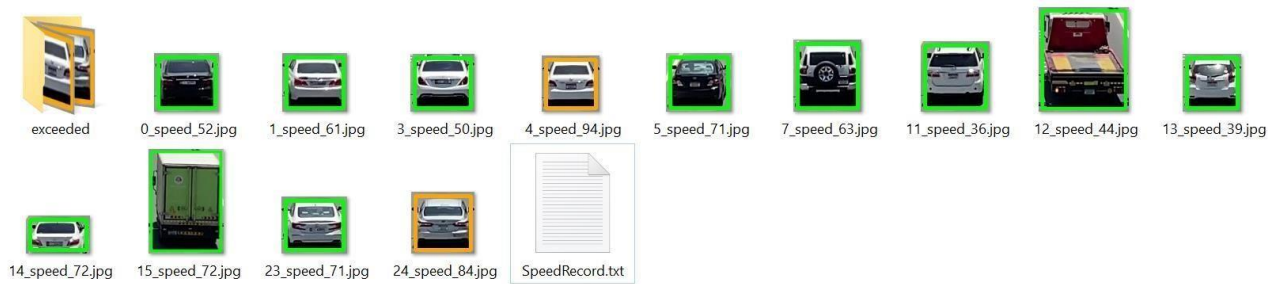 exceeded 0_speed_52.jpg 1_speed_61.jpg 3_speed_50.jpg 4_speed_94.jpg 5_speed_71.jpg 7_speed_63.jpg 11_speed_36.jpg 12_speed_44.jpg 13_speed_39.jpg
14_speed_72.jpg 15_speed_72.jpg 23_speed_71.jpg 24_speed_84.jpg SpeedRecord.txt